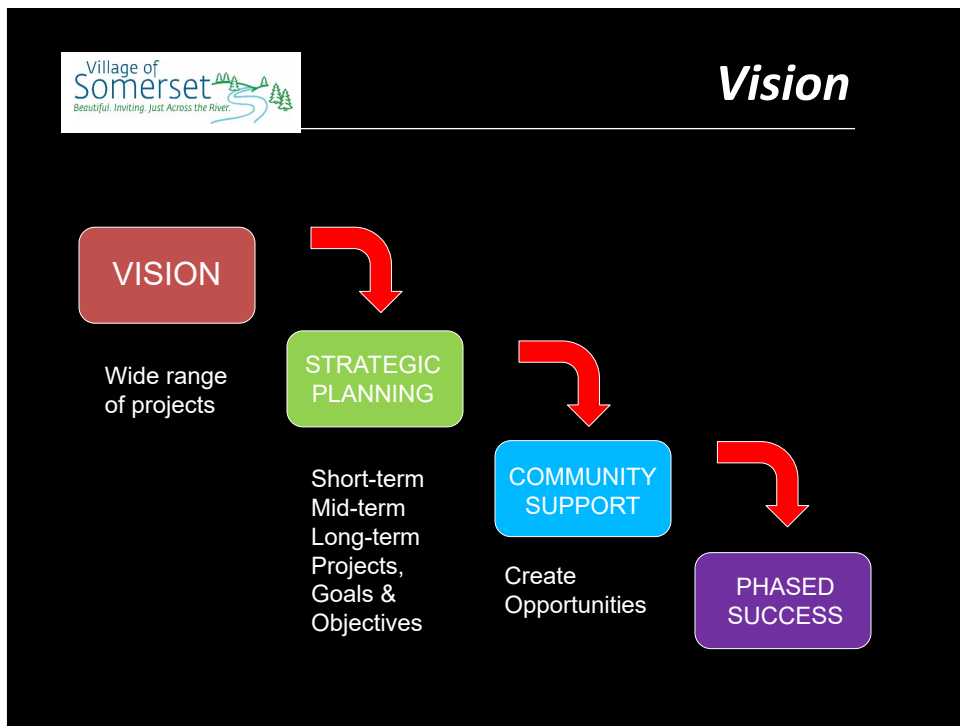 Village of
Somerset
Beautiful. Inviting. Just Across the River.
Vision
VISION
Wide range
of projects
STRATEGIC
PLANNING
Short-term
Mid-term
Long-term
Projects,
Goals &
Objectives
COMMUNITY
SUPPORT
Create
Opportunities
PHASED
SUCCESS